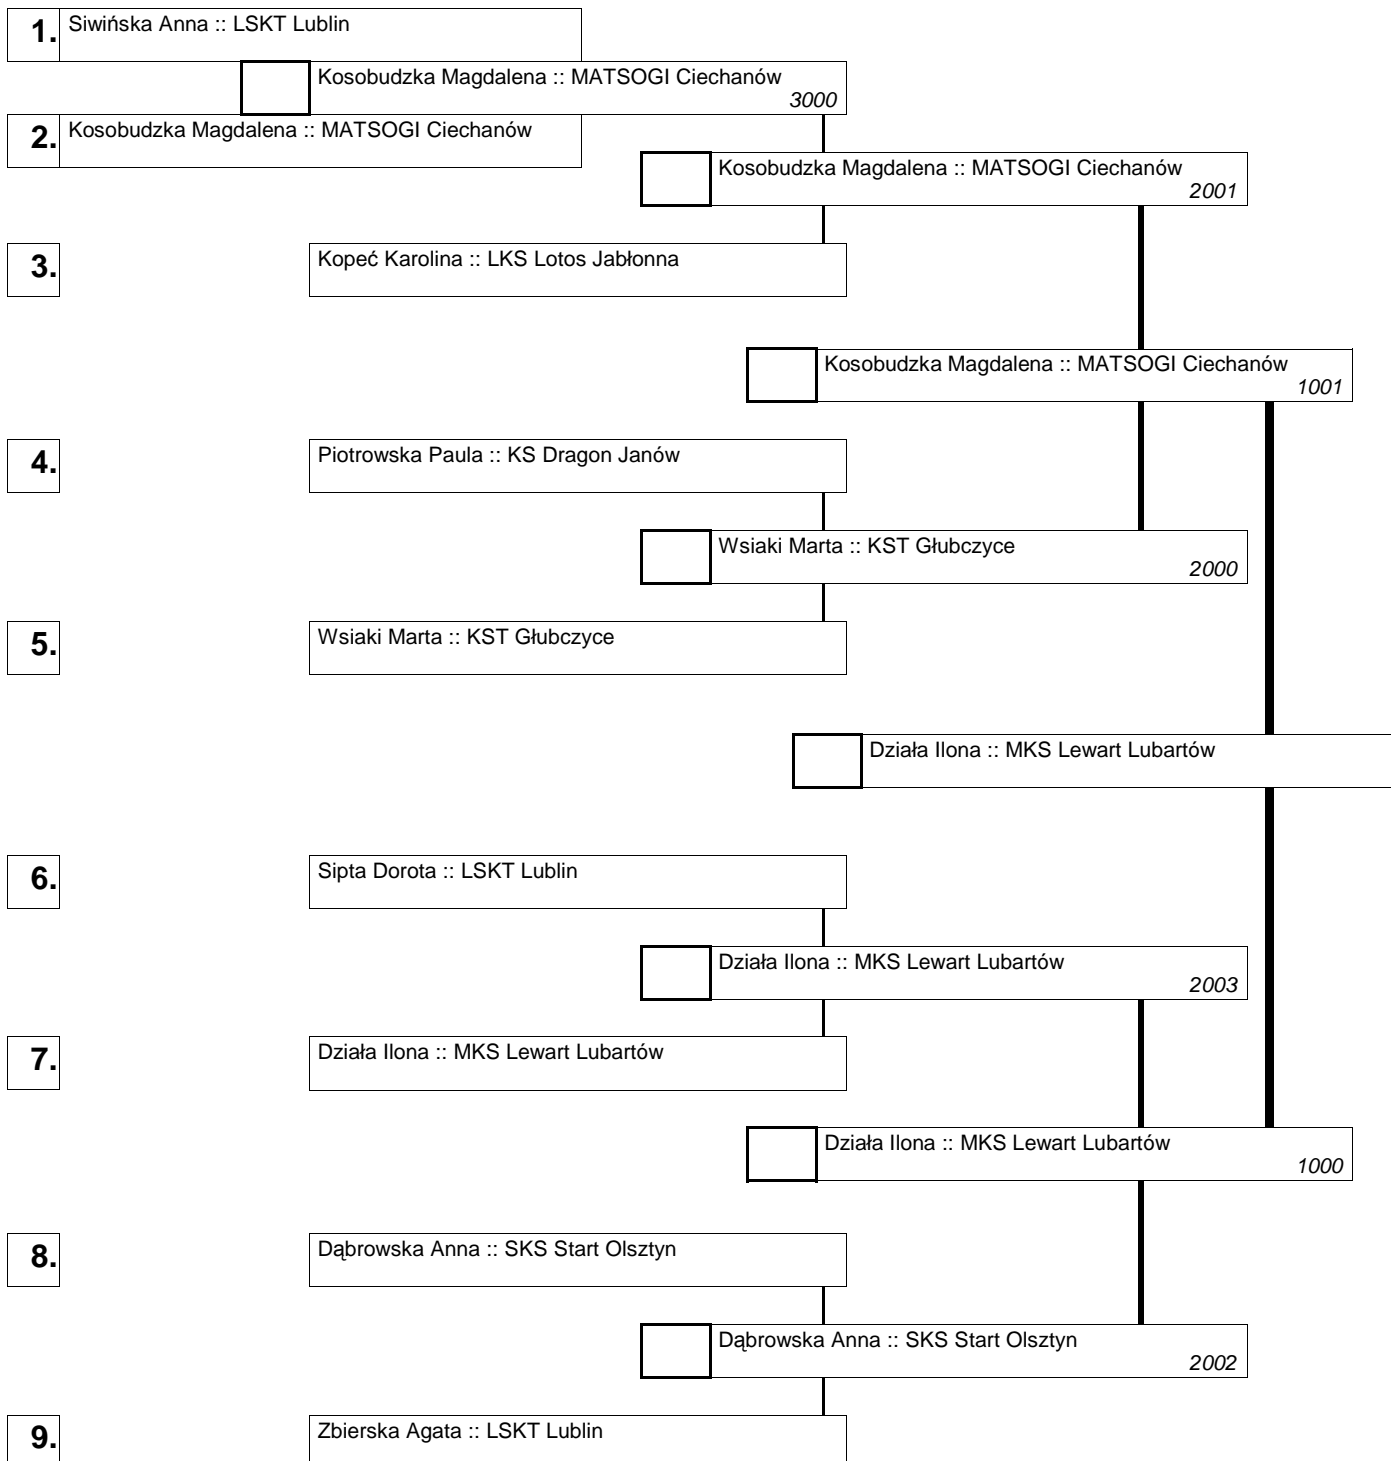 1. Siwińska Anna :: LSKT Lublin
Kosobudzka Magdalena :: MATSOGI Ciechanów
3000
2. Kosobudzka Magdalena :: MATSOGI Ciechanów
Kosobudzka Magdalena :: MATSOGI Ciechanów
2001
3. Kopeć Karolina :: LKS Lotos Jabłonna
Kosobudzka Magdalena :: MATSOGI Ciechanów
1001
4. Piotrowska Paula :: KS Dragon Janów
Wsiaki Marta :: KST Głubczyce
2000
5. Wsiaki Marta :: KST Głubczyce
Działa Ilona :: MKS Lewart Lubartów
6. Sipta Dorota :: LSKT Lublin
Działa Ilona :: MKS Lewart Lubartów
2003
7. Działa Ilona :: MKS Lewart Lubartów
Działa Ilona :: MKS Lewart Lubartów
1000
8. Dąbrowska Anna :: SKS Start Olsztyn
Dąbrowska Anna :: SKS Start Olsztyn
2002
9. Zbierska Agata :: LSKT Lublin